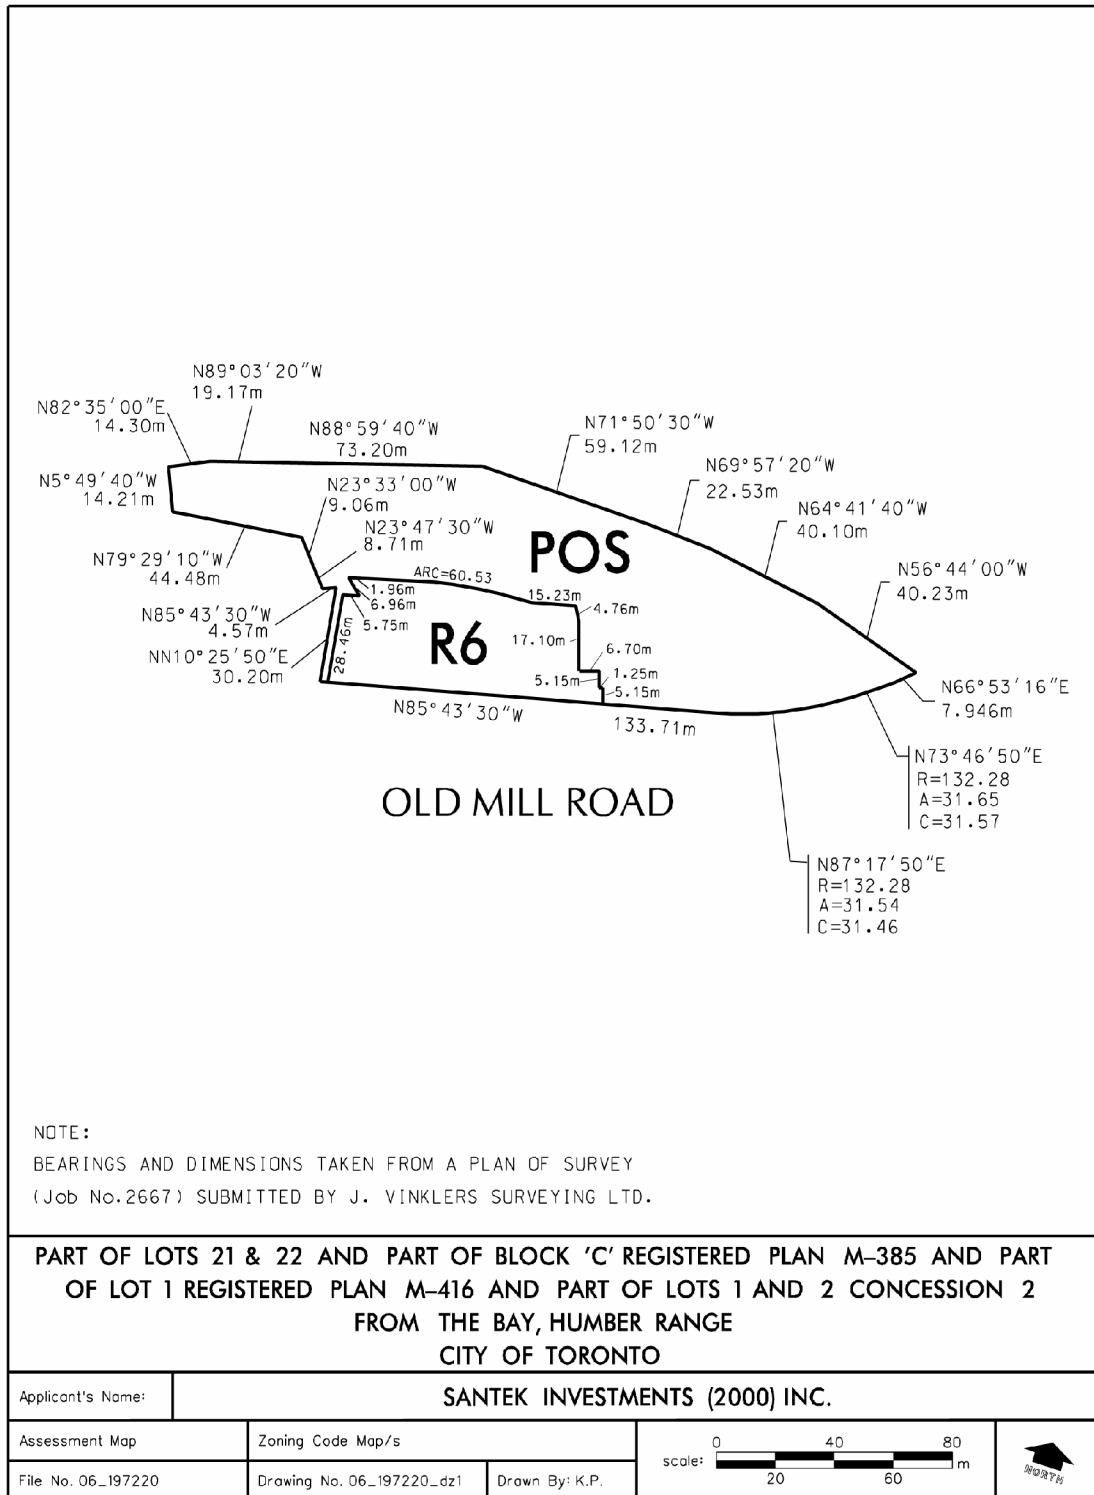 N89°03'20"W
19.17m
N82°35'00"E
14.30m
N88°59'40"W
73.20m
N71°50'30"W
59.12m
N69°57'20"W
22.53m
N5°49'40"W
14.21m
N23°33'00"W
9.06m
N64°41'40"W
40.10m
N23°47'30"W
8.71m
POS
N79°29'10"W
44.48m
ARC=60.53
N56°44'00"W
40.23m
1.96m
6.96m
5.75m
15.23m
4.76m
N85°43'30"W
4.57m
28.46m
R6
17.10m
6.70m
NN10°25'50"E
30.20m
5.15m
1.25m
5.15m
N66°53'16"E
7.946m
N85°43'30"W
133.71m
N73°46'50"E
R=132.28
A=31.65
C=31.57
OLD MILL ROAD
N87°17'50"E
R=132.28
A=31.54
C=31.46
NOTE:
BEARINGS AND DIMENSIONS TAKEN FROM A PLAN OF SURVEY
(Job No.2667) SUBMITTED BY J. VINKLERS SURVEYING LTD.
PART OF LOTS 21 & 22 AND PART OF BLOCK 'C' REGISTERED PLAN M-385 AND PART
OF LOT 1 REGISTERED PLAN M-416 AND PART OF LOTS 1 AND 2 CONCESSION 2
FROM THE BAY, HUMBER RANGE
CITY OF TORONTO
Applicant's Name: SANTEK INVESTMENTS (2000) INC.
Assessment Map
Zoning Code Map/s
File No. 06_197220
Drawing No. 06_197220_dz1
Drawn By: K.P.
0 40 80
scale: m
20 60
NORTH